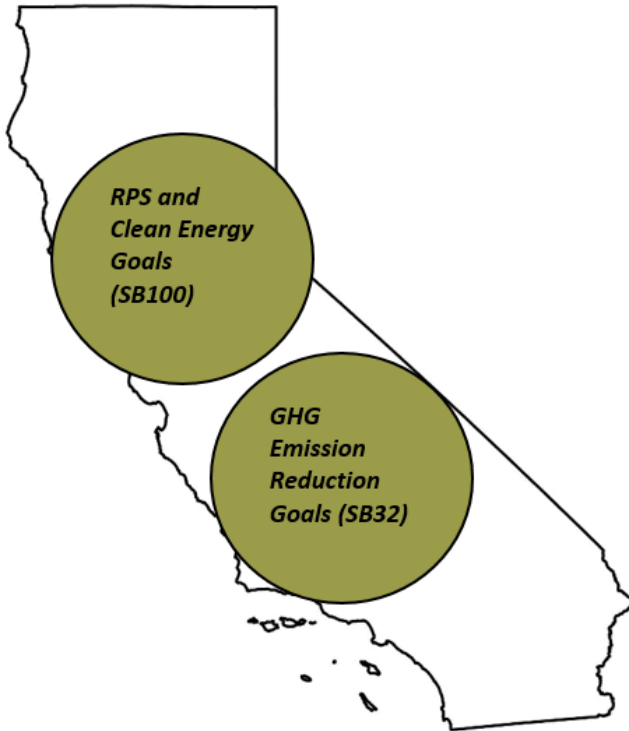 RPS and
Clean Energy
Goals
(SB100)
GHG
Emission
Reduction
Goals (SB32)